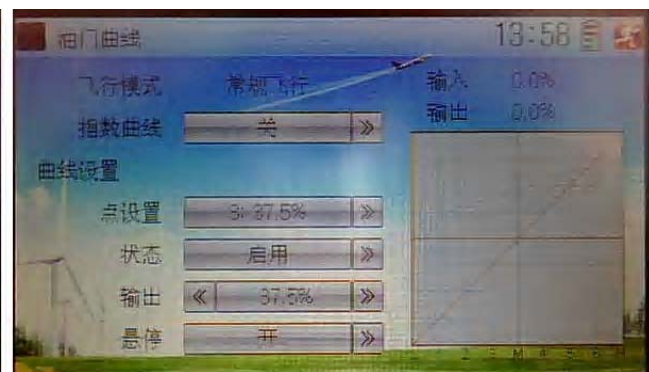 油门曲线 13:58
飞行模式 常规飞行 输入 0.0%
指数曲线 关 输出 0.0%
曲线设置
点设置 3: 37.5%
状态 启用
输出 37.5%
悬停 开